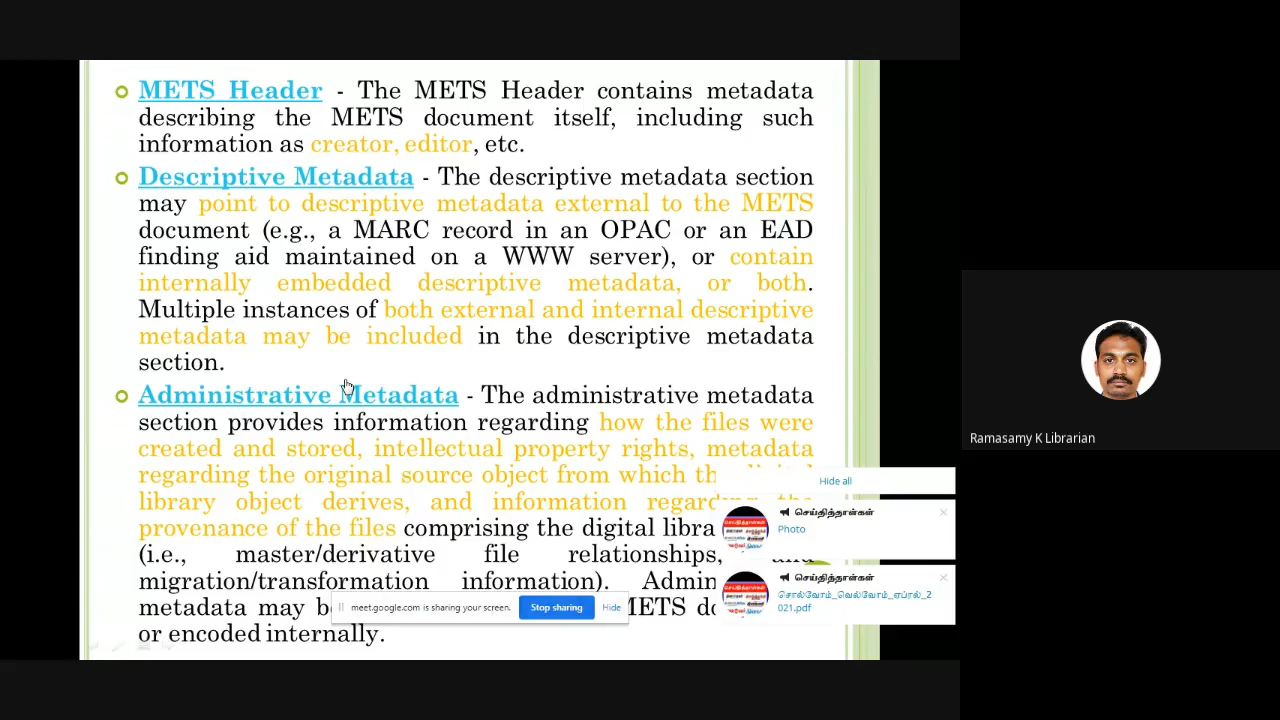 METS Header - The METS Header contains metadata
describing the METS document itself, including such
information as creator, editor, etc.
Descriptive Metadata - The descriptive metadata section
may point to descriptive metadata external to the METS
document (e.g., a MARC record in an OPAC or an EAD
finding aid maintained on a WWW server), or contain
internally embedded descriptive metadata, or both.
Multiple instances of both external and internal descriptive
metadata may be included in the descriptive metadata
section.
Administrative Metadata - The administrative metadata
section provides information regarding how the files were
created and stored, intellectual property rights, metadata
regarding the original source object from which the digital
library object derives, and information regarding the
provenance of the files comprising the digital libra
(i.e., master/derivative file relationships, and
migration/transformation information). Admin
metadata may b METS do
or encoded internally.
Hide all
செய்தித்தாள்கள்
Photo
செய்தித்தாள்கள்
சொல்வோம்_வெல்வோம்_ஏப்ரல்_2
021.pdf
meet.google.com is sharing your screen.
Stop sharing
Hide
Ramasamy K Librarian